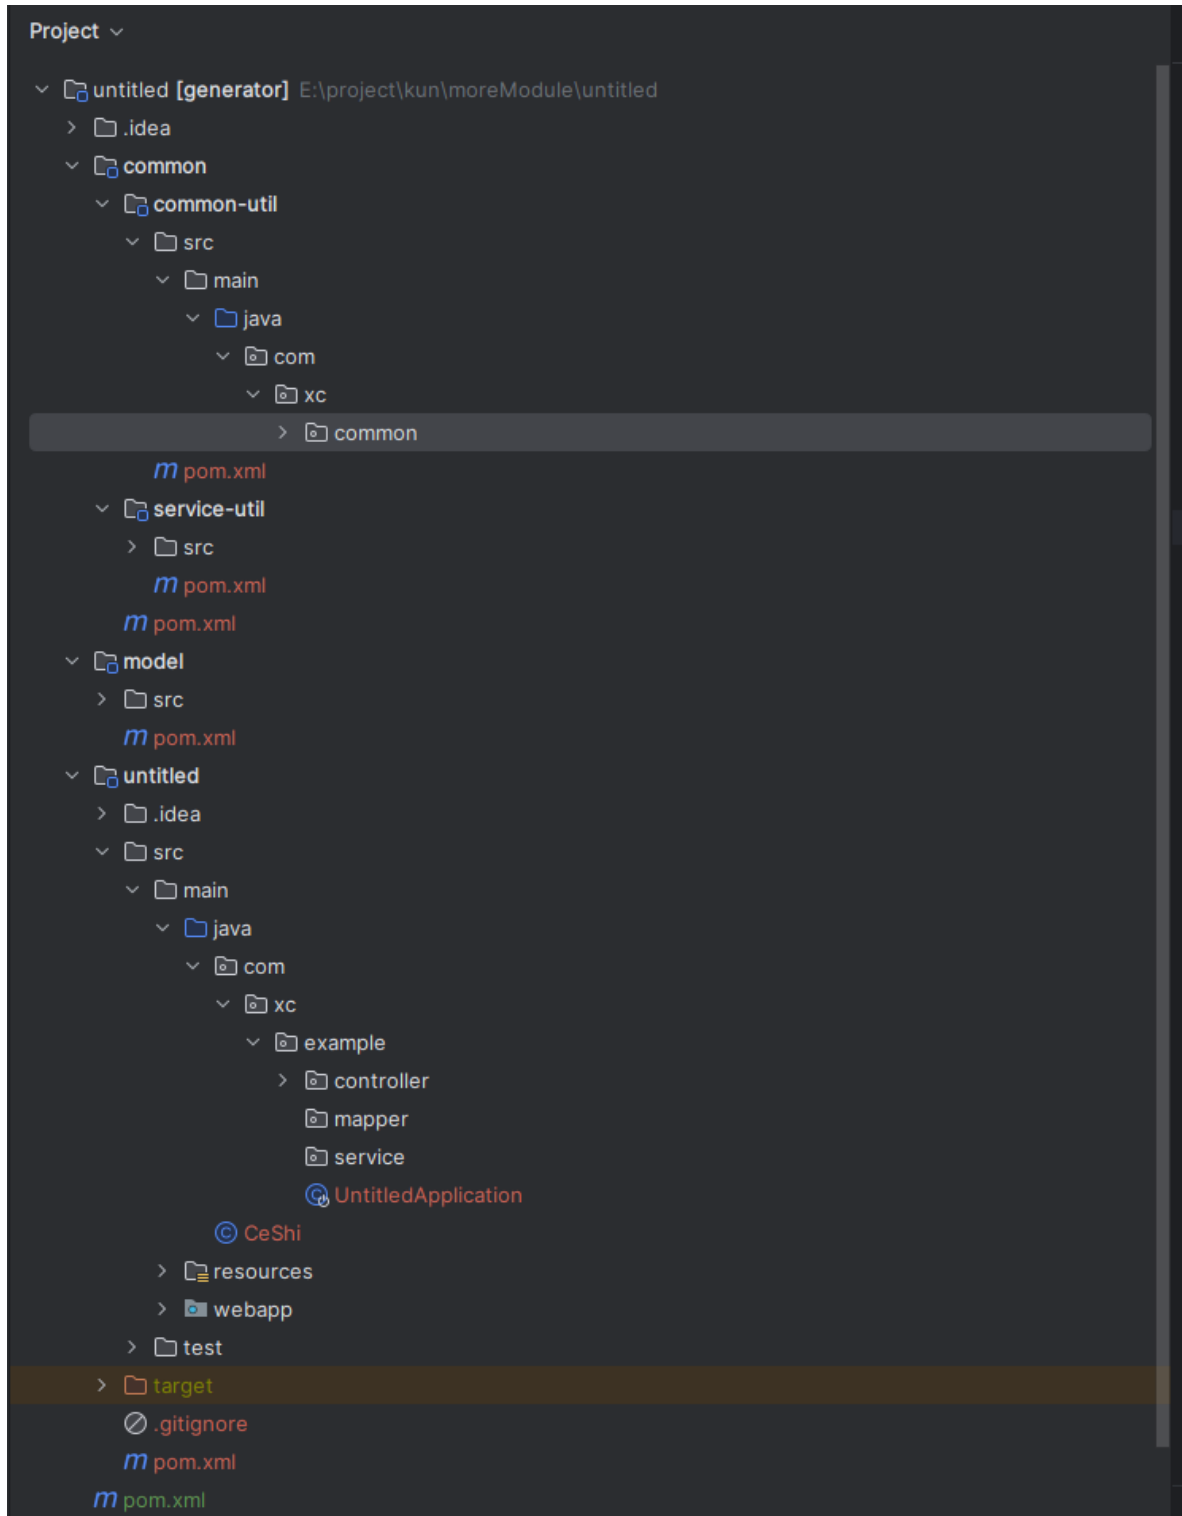 Project
untitled [generator] E:\project\kun\moreModule\untitled
.idea
common
common-util
src
main
java
com
xc
common
m pom.xml
service-util
src
m pom.xml
m pom.xml
model
src
m pom.xml
untitled
.idea
src
main
java
com
xc
example
controller
mapper
service
UntitledApplication
CeShi
resources
webapp
test
target
.gitignore
m pom.xml
m pom.xml